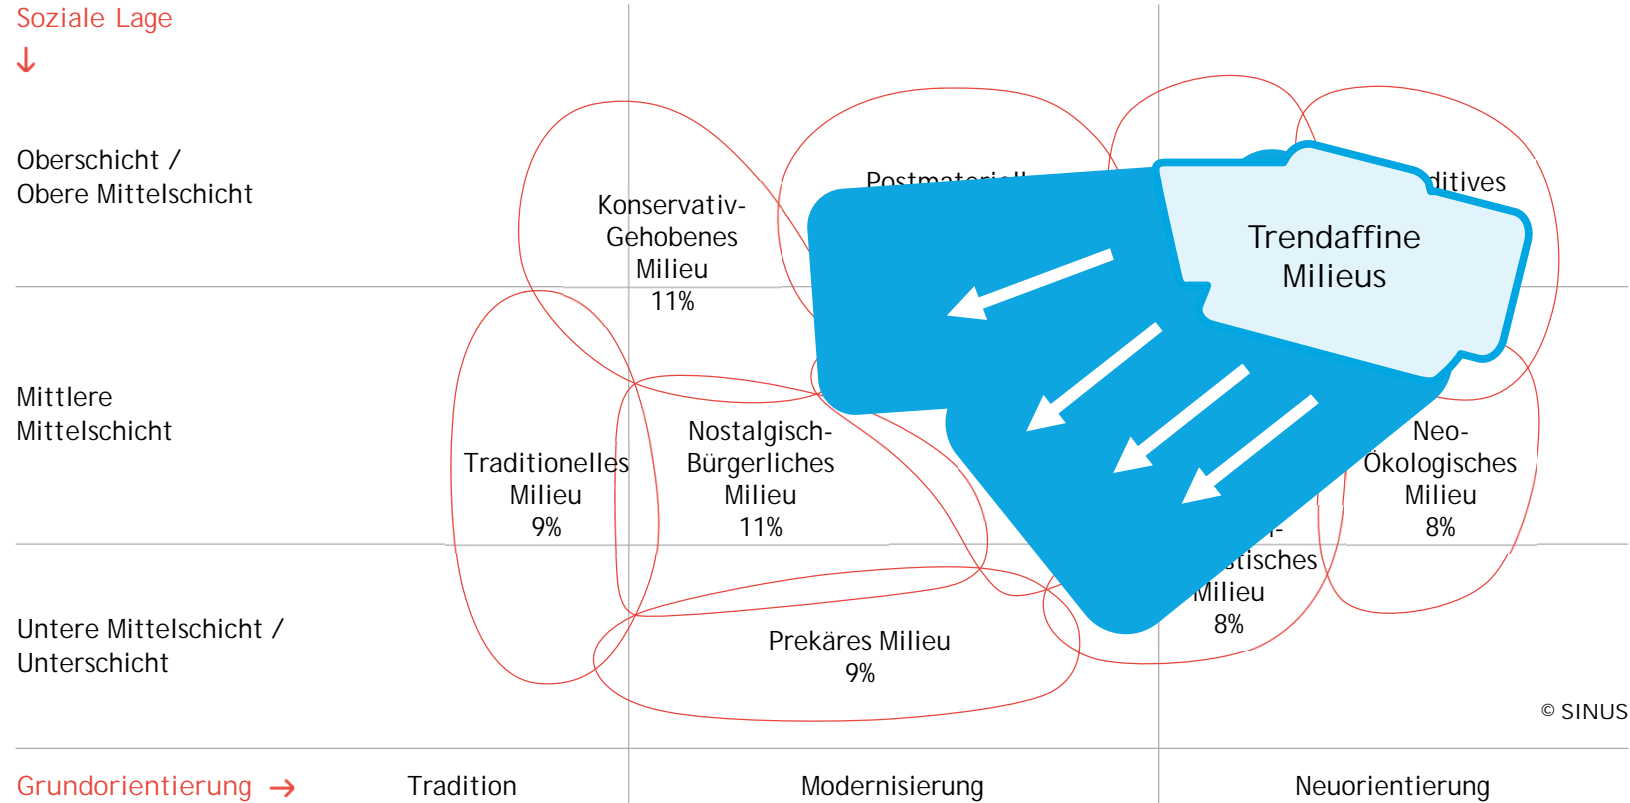 Soziale Lage
↓
Oberschicht /
Obere Mittelschicht
Konservativ-
Gehobenes
Milieu
11%
Trendaffine
Milieus
Mittlere
Mittelschicht
Traditionelles
Milieu
9%
Nostalgisch-
Bürgerliches
Milieu
11%
Neo-
Ökologisches
Milieu
8%
Milieu
8%
Untere Mittelschicht /
Unterschicht
Prekäres Milieu
9%
© SINUS
Grundorientierung →
Tradition
Modernisierung
Neuorientierung